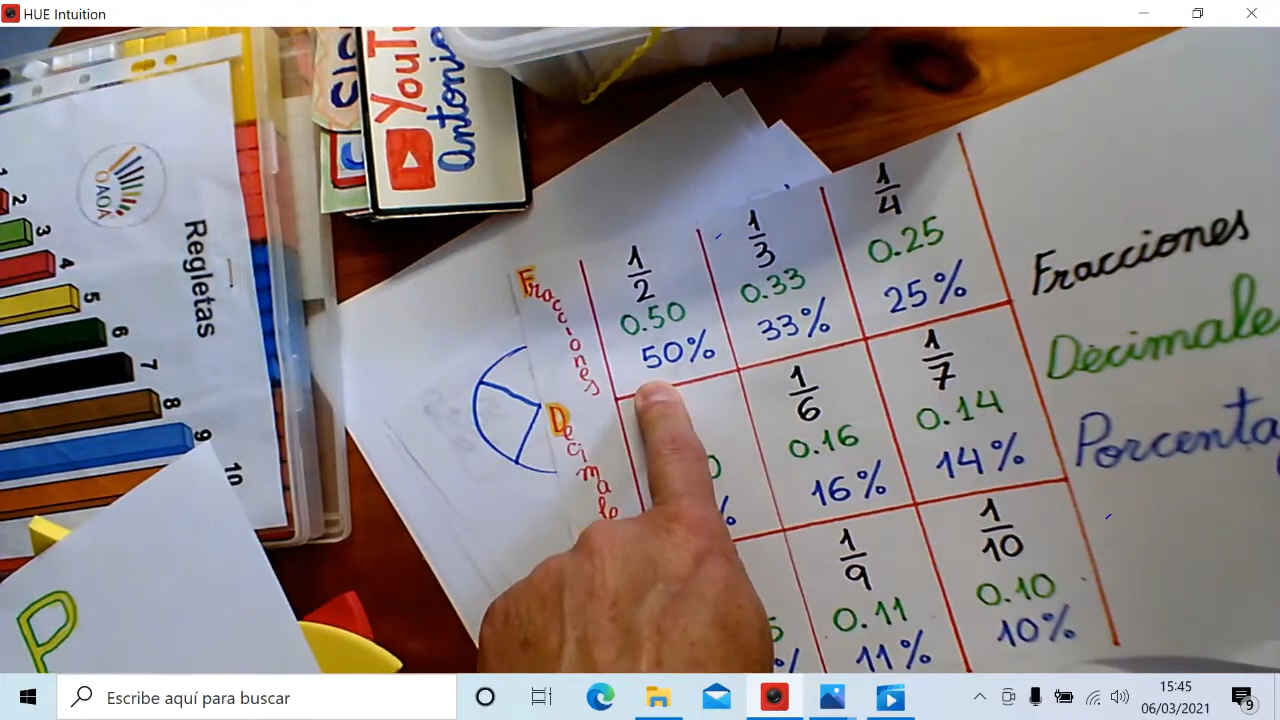 HUE Intuition
YouT
Antonio
OAOA
Regletas
1
2
3
4
5
6
7
8
9
10
P
Fracciones
Decimale
1/2
0.50
50%
1/3
0.33
33%
1/4
0.25
25%
1/6
0.16
16%
1/7
0.14
14%
1/9
0.11
11%
1/10
0.10
10%
Fracciones
Decimale
Porcenta
Escribe aquí para buscar
15:45
06/03/2021
9